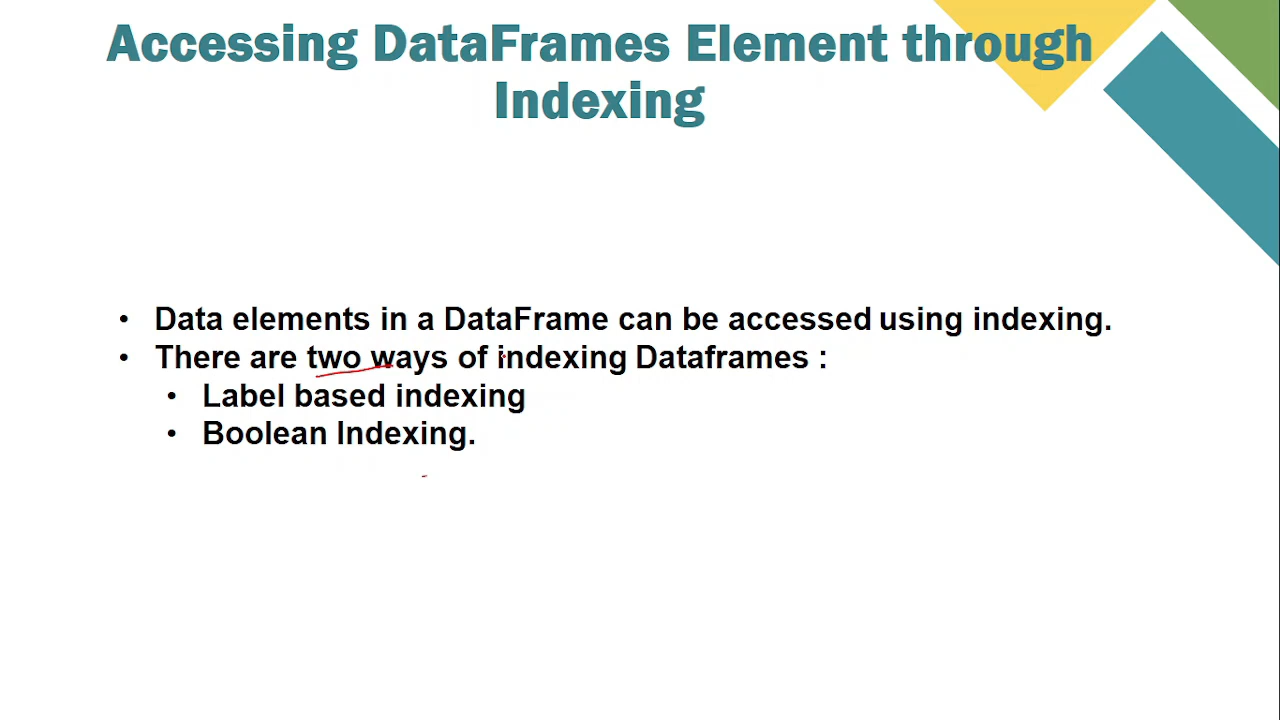 Accessing DataFrames Element through
Indexing
• Data elements in a DataFrame can be accessed using indexing.
• There are two ways of indexing Dataframes :
• Label based indexing
• Boolean Indexing.